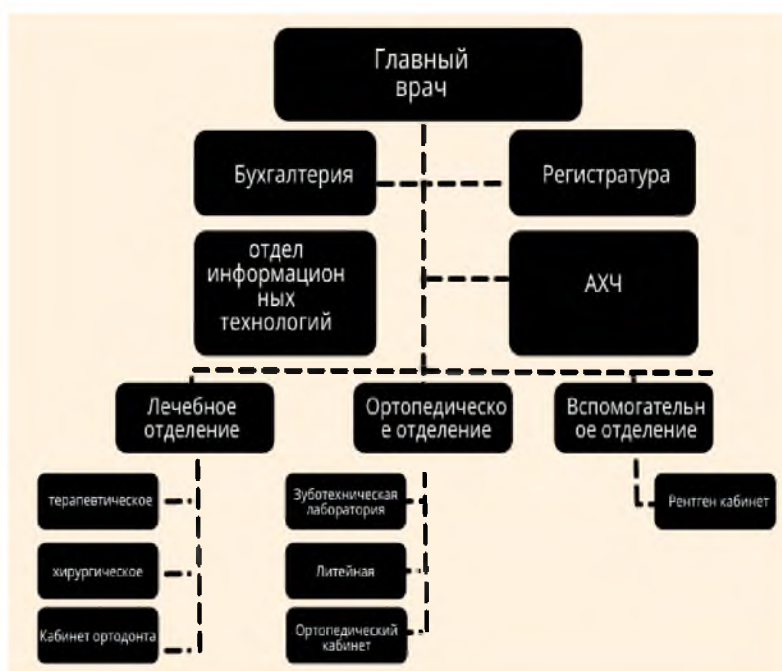 Главный
врач
Бухгалтерия
Регистратура
отдел
информацион
ных
технологий
АХЧ
Лечебное
отделение
Ортопедическо
е отделение
Вспомогательн
ое отделение
терапевтическое
хирургическое
Кабинет ортодонта
Зуботехническая
лаборатория
Литейная
Ортопедический
кабинет
Рентген кабинет